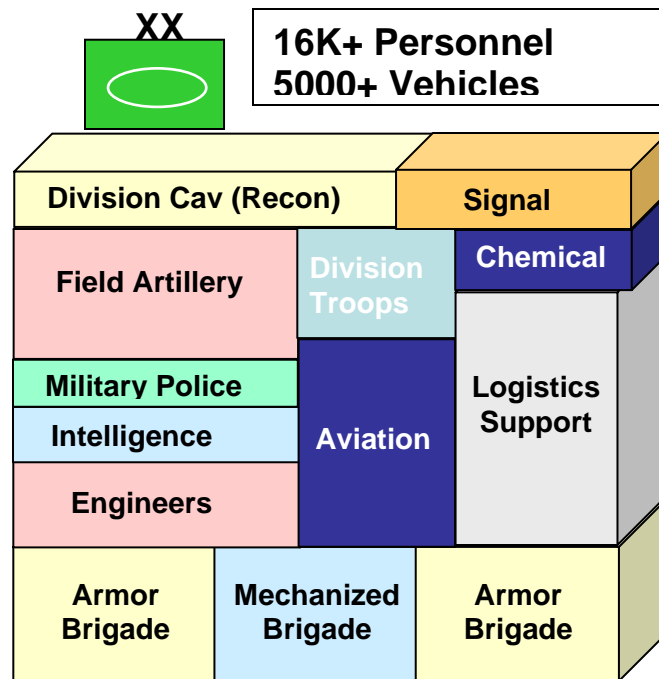 XX
16K+ Personnel
5000+ Vehicles
Division Cav (Recon)
Signal
Field Artillery
Division
Troops
Chemical
Military Police
Intelligence
Aviation
Logistics
Support
Engineers
Armor
Brigade
Mechanized
Brigade
Armor
Brigade